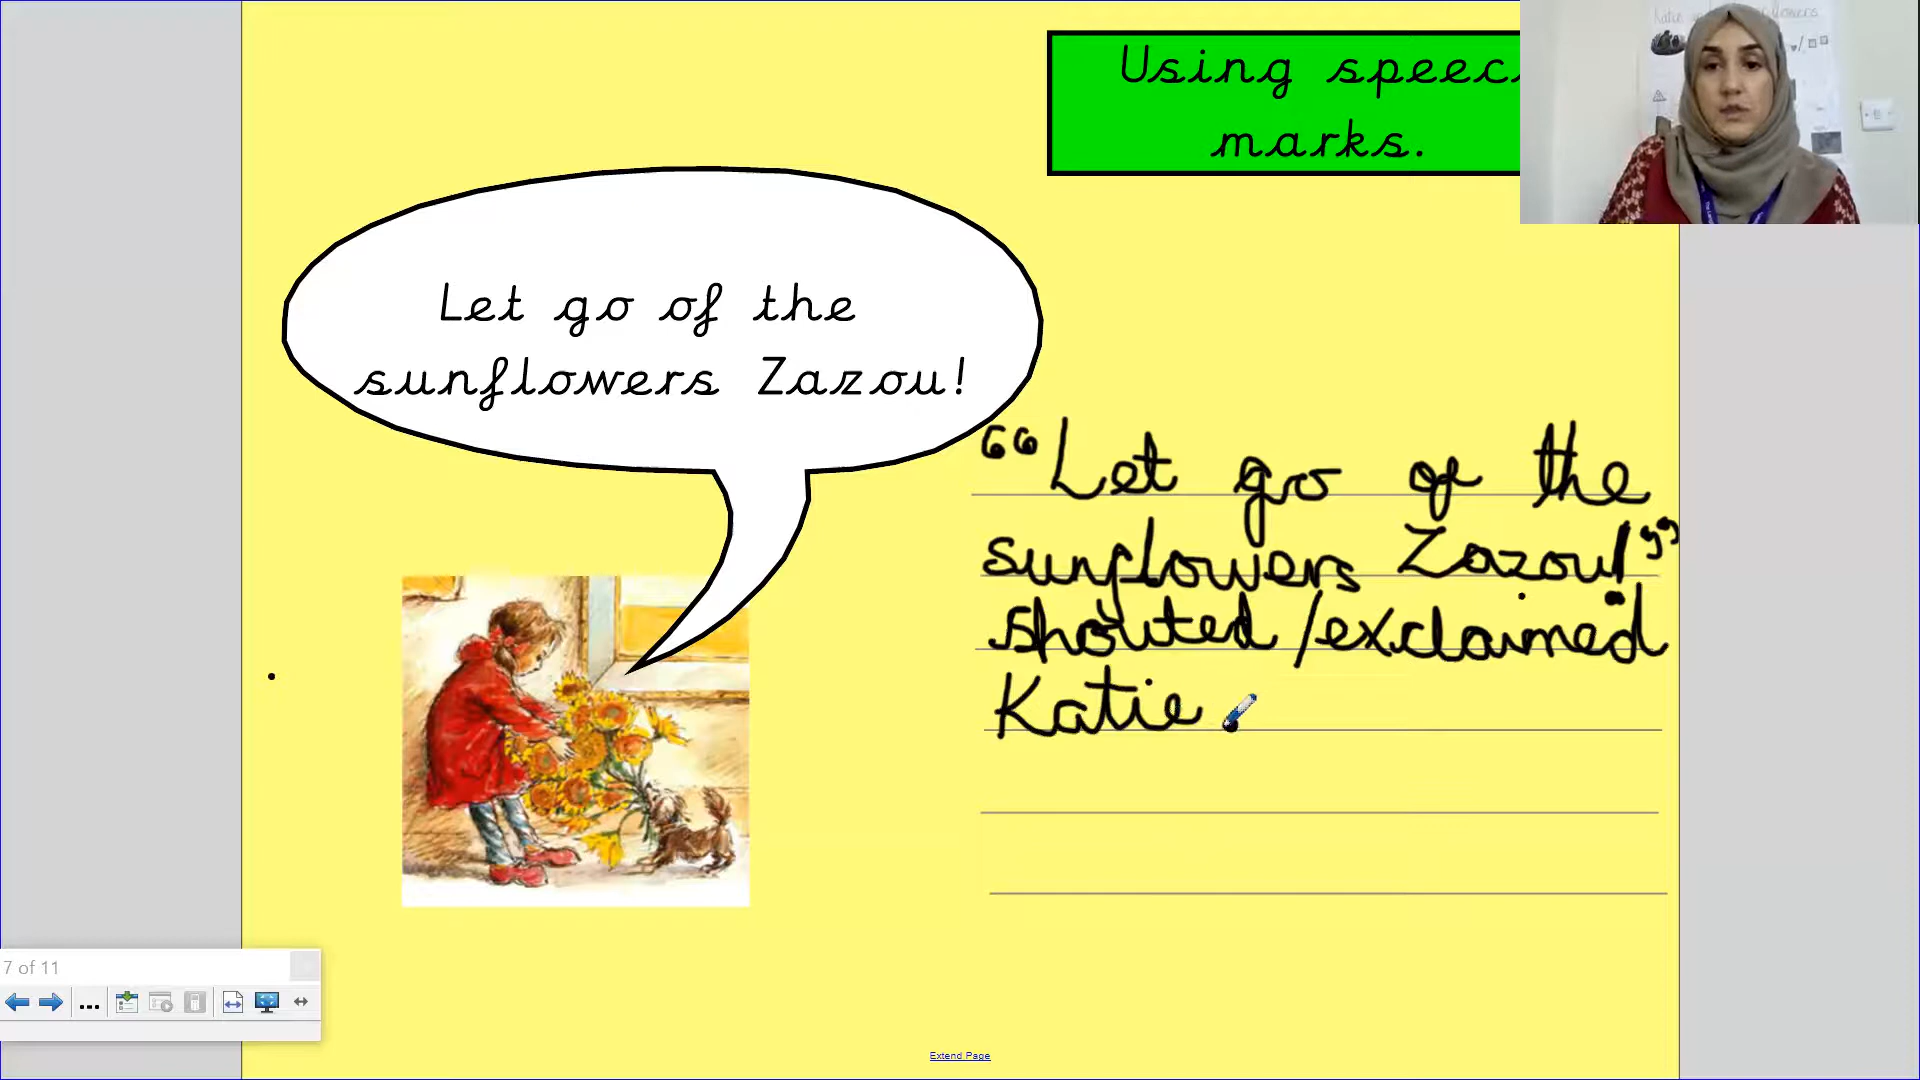 Using speec
marks.
Let go of the
sunflowers Zazou!
“Let go of the
sunflowers Zazou!”
shouted/exclaimed
Katie.
7 of 11
Extend Page